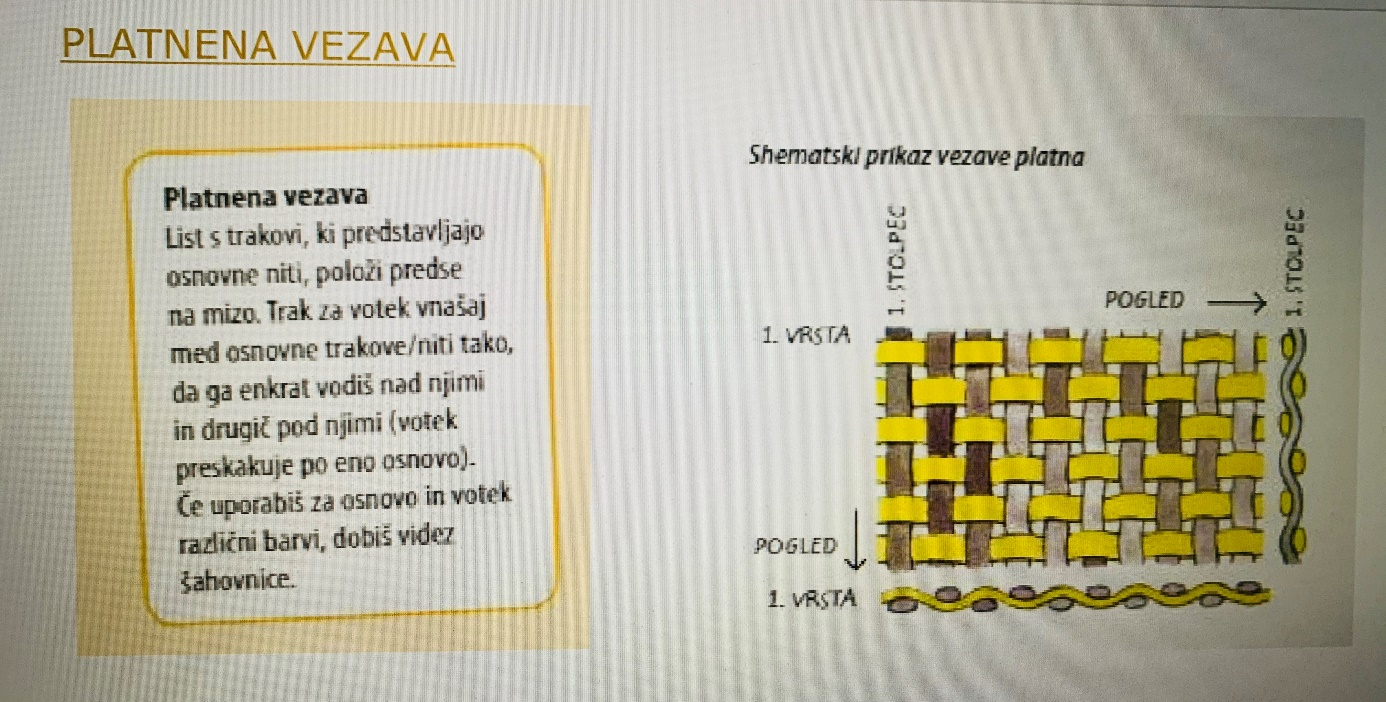 PLATNENA VEZAVA
Platnena vezava
List s trakovi, ki predstavljajo
osnovne niti, položi predse
na mizo. Trak za votek vnašaj
med osnovne trakove/niti tako,
da ga enkrat vodiš nad njimi
in drugič pod njimi (votek
preskakuje po eno osnovo).
Če uporabiš za osnovo in votek
različni barvi, dobiš videz
šahovnice.
Shematski prikaz vezave platna
1. STOLPEC
1. STOLPEC
POGLED
1. VRSTA
POGLED
1. VRSTA